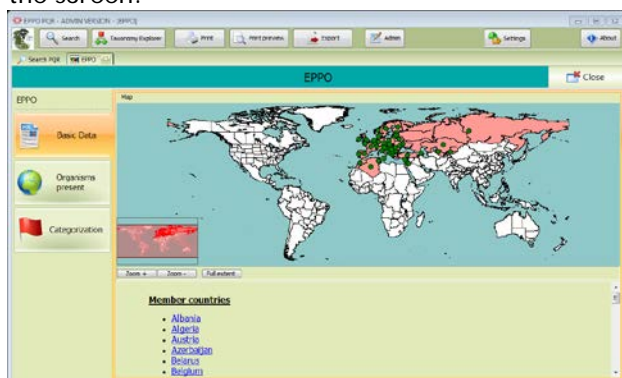 the screen.
EPPO PQR - ADMIN VERSION - [EPPO]
Search
Taxonomy Explorer
Print
Print preview
Export
Admin
Settings
About
Search PQR
EPPO
EPPO
Close
EPPO
Map
Basic Data
Organisms
present
Categorization
Zoom +
Zoom -
Full extent
Member countries
Albania
Algeria
Austria
Azerbaijan
Belarus
Belgium